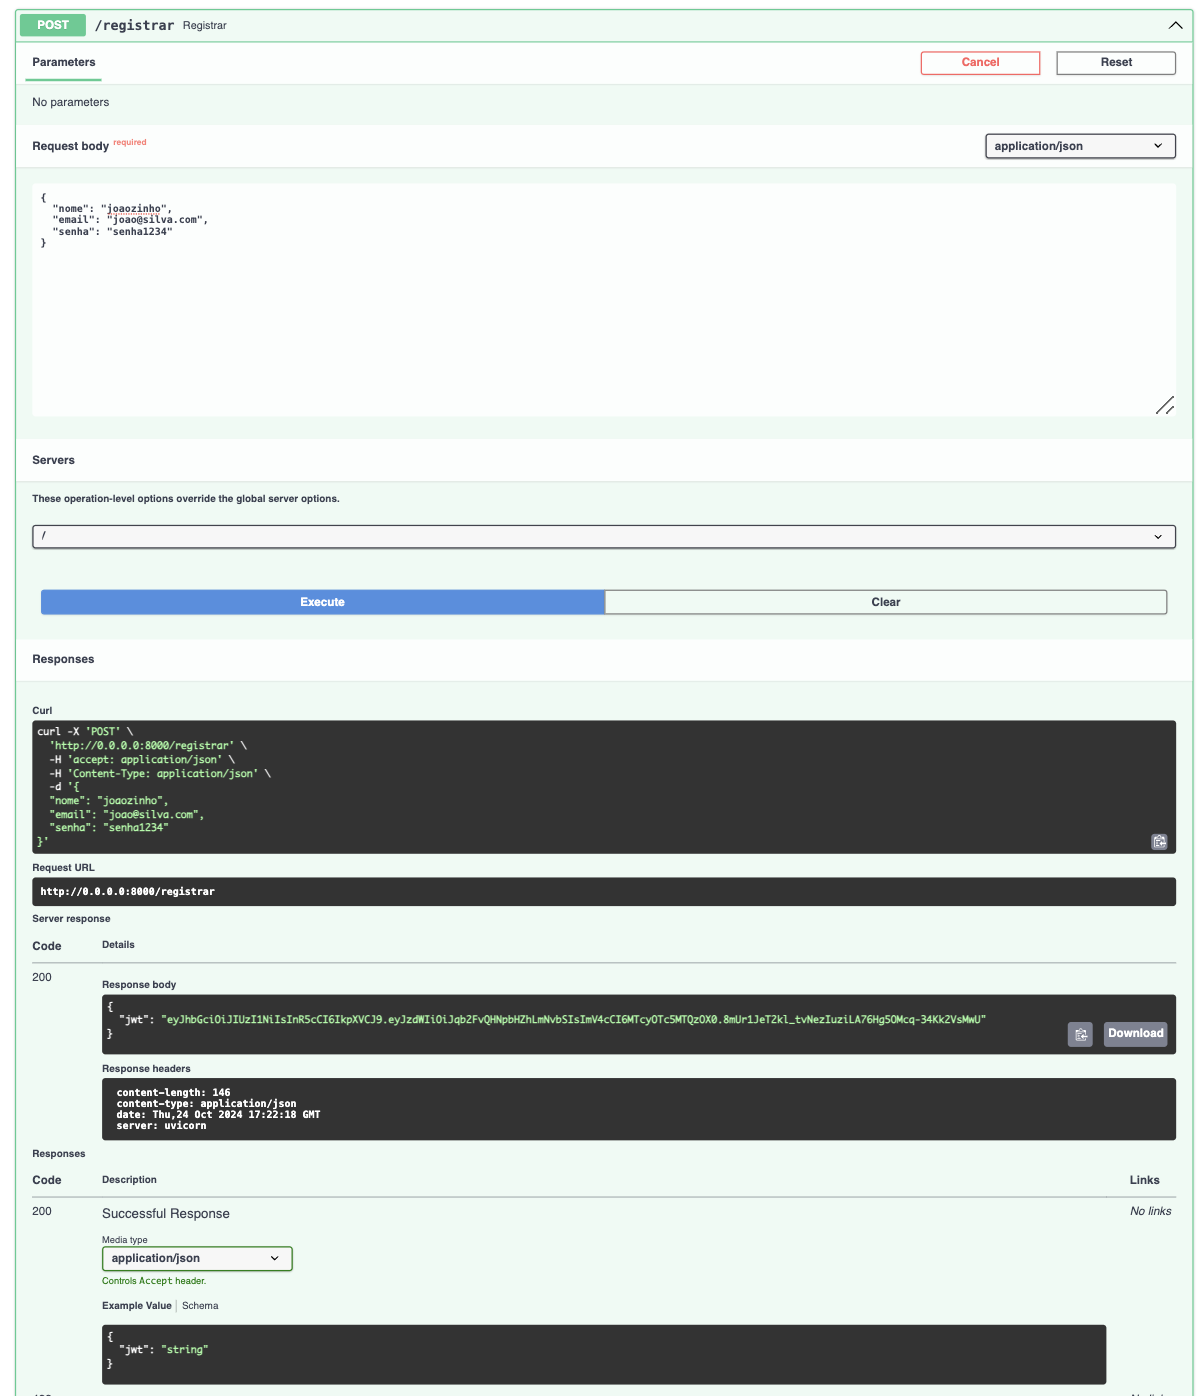 POST /registrar Registrar
Parameters
Cancel
Reset
No parameters
Request body required
application/json
{
"nome": "joaozinho",
"email": "joao@silva.com",
"senha": "senha1234"
}
Servers
These operation-level options override the global server options.
/
Execute
Clear
Responses
Curl
curl -X 'POST' \
'http://0.0.0.0:8000/registrar' \
-H 'accept: application/json' \
-H 'Content-Type: application/json' \
-d '{
"nome": "joaozinho",
"email": "joao@silva.com",
"senha": "senha1234"
}'
Request URL
http://0.0.0.0:8000/registrar
Server response
Code Details
200
Response body
{
"jwt": "eyJhbGciOiJIUzI1NiIsInR5cCI6IkpXVCJ9.eyJzdWIiOiJqb2FvQHNpbHZhLmNvbSIsImV4cCI6MTcyOTc5MTQzOX0.8mUr1JeT2kl_tvNezIuziLA76Hg5OMcq-34Kk2VsMwU"
}
Download
Response headers
content-length: 146
content-type: application/json
date: Thu,24 Oct 2024 17:22:18 GMT
server: uvicorn
Responses
Code Description Links
200 Successful Response No links
Media type
application/json
Controls Accept header.
Example Value Schema
{
"jwt": "string"
}